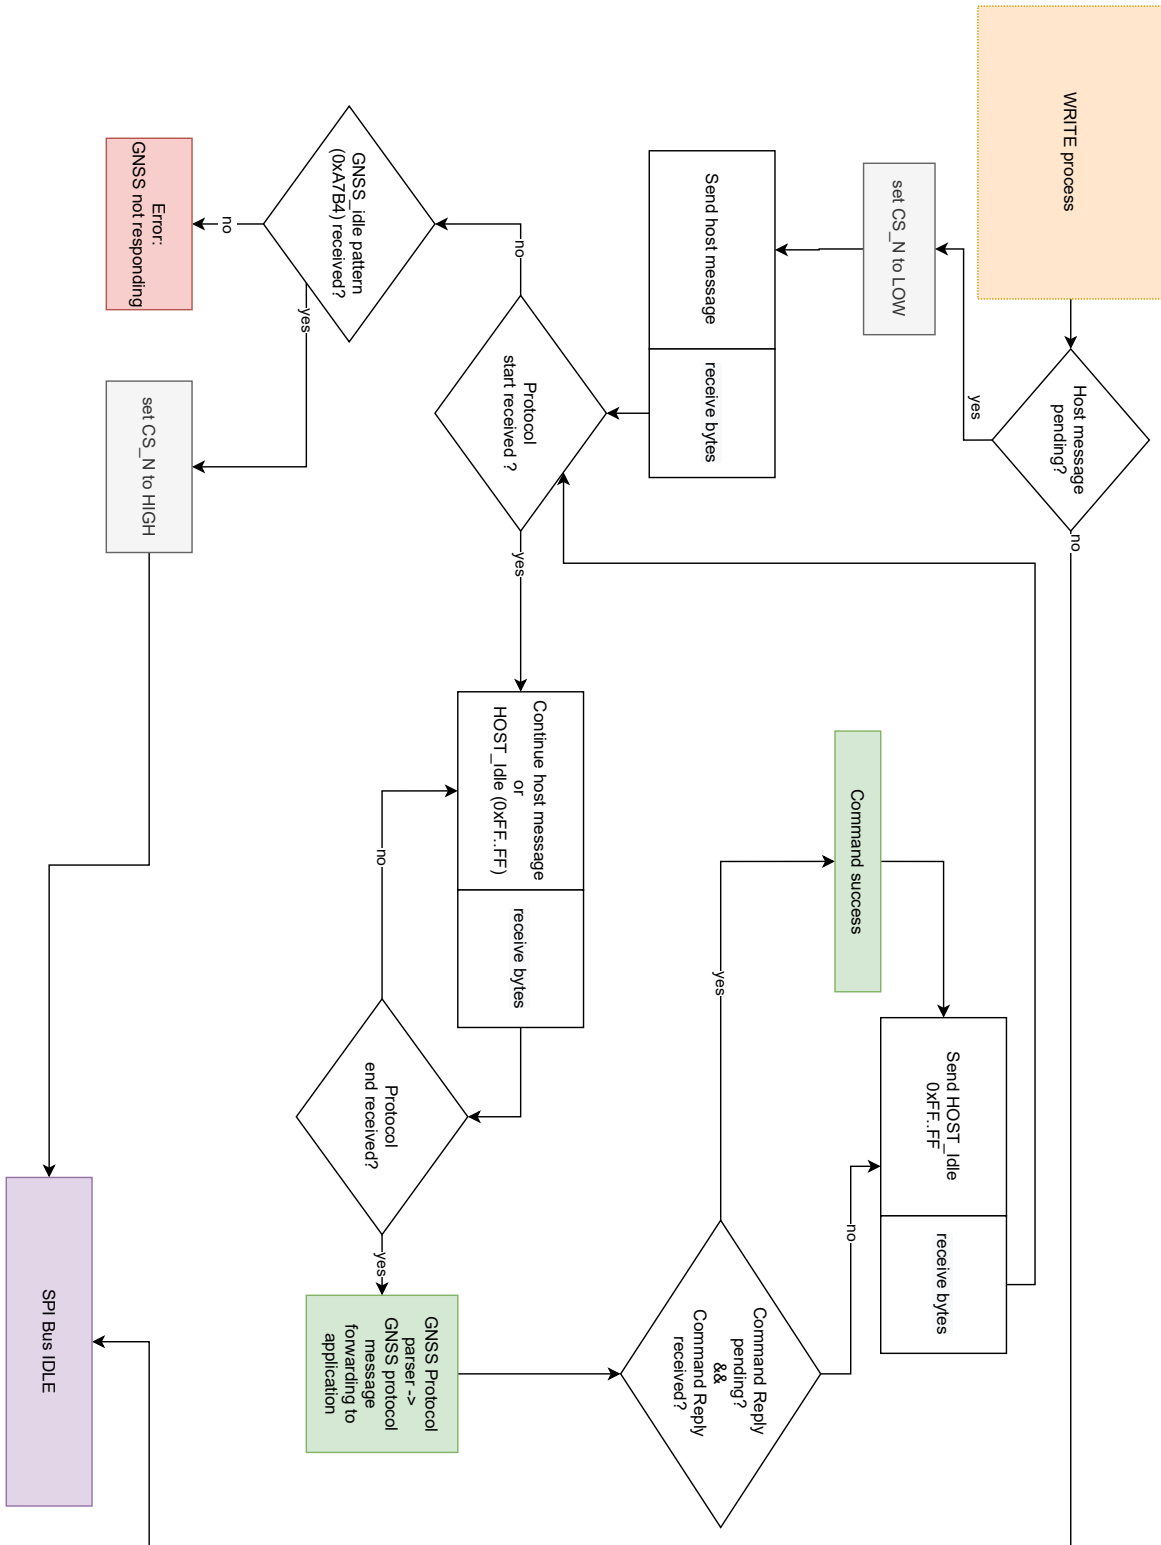 WRITE process
Host message
pending?
yes
no
set CS_N to LOW
Send host message
receive bytes
Protocol
start received ?
no
yes
GNSS_idle pattern
(0xA7B4) received?
no
yes
Error:
GNSS not responding
set CS_N to HIGH
Continue host message
or
HOST_Idle (0xFF..FF)
receive bytes
Protocol
end received?
no
yes
GNSS Protocol
parser ->
GNSS protocol
message
forwarding to
application
Command Reply
pending?
&&
Command Reply
received?
yes
no
Command success
Send HOST_Idle
0xFF..FF
receive bytes
SPI Bus IDLE